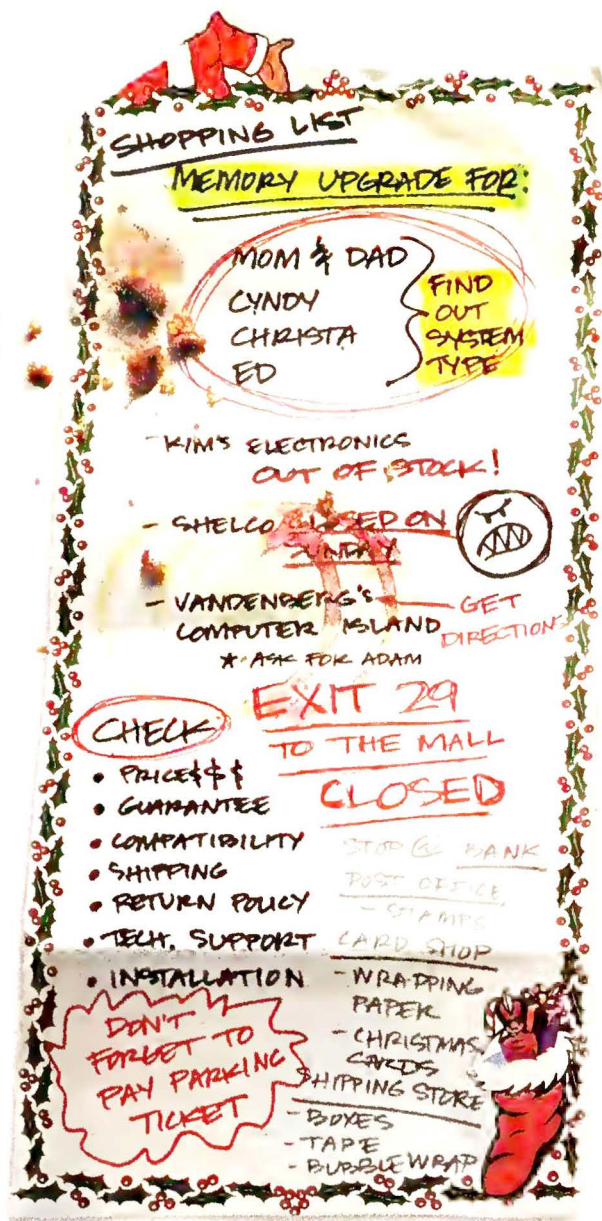 SHOPPING LIST
MEMORY UPGRADE FOR:
MOM & DAD
CYNDY
CHRISTA
ED
FIND
OUT
SYSTEM
TYPE
- KIM'S ELECTRONICS
OUT OF STOCK!
- SHELCO CLOSED ON
SUNDAY
- VANDENBERG'S
COMPUTER ISLAND
* ASK FOR ADAM
GET
DIRECTIONS
EXIT 29
TO THE MALL
CLOSED
CHECK
• PRICE$$$
• GUARANTEE
• COMPATIBILITY
• SHIPPING
• RETURN POLICY
• TECH. SUPPORT
• INSTALLATION
DON'T
FORGET TO
PAY PARKING
TICKET
STOP @ BANK
POST OFFICE
- STAMPS
CARD SHOP
- WRAPPING
PAPER
- CHRISTMAS
CARDS
SHIPPING STORE
- BOXES
- TAPE
- BUBBLE WRAP